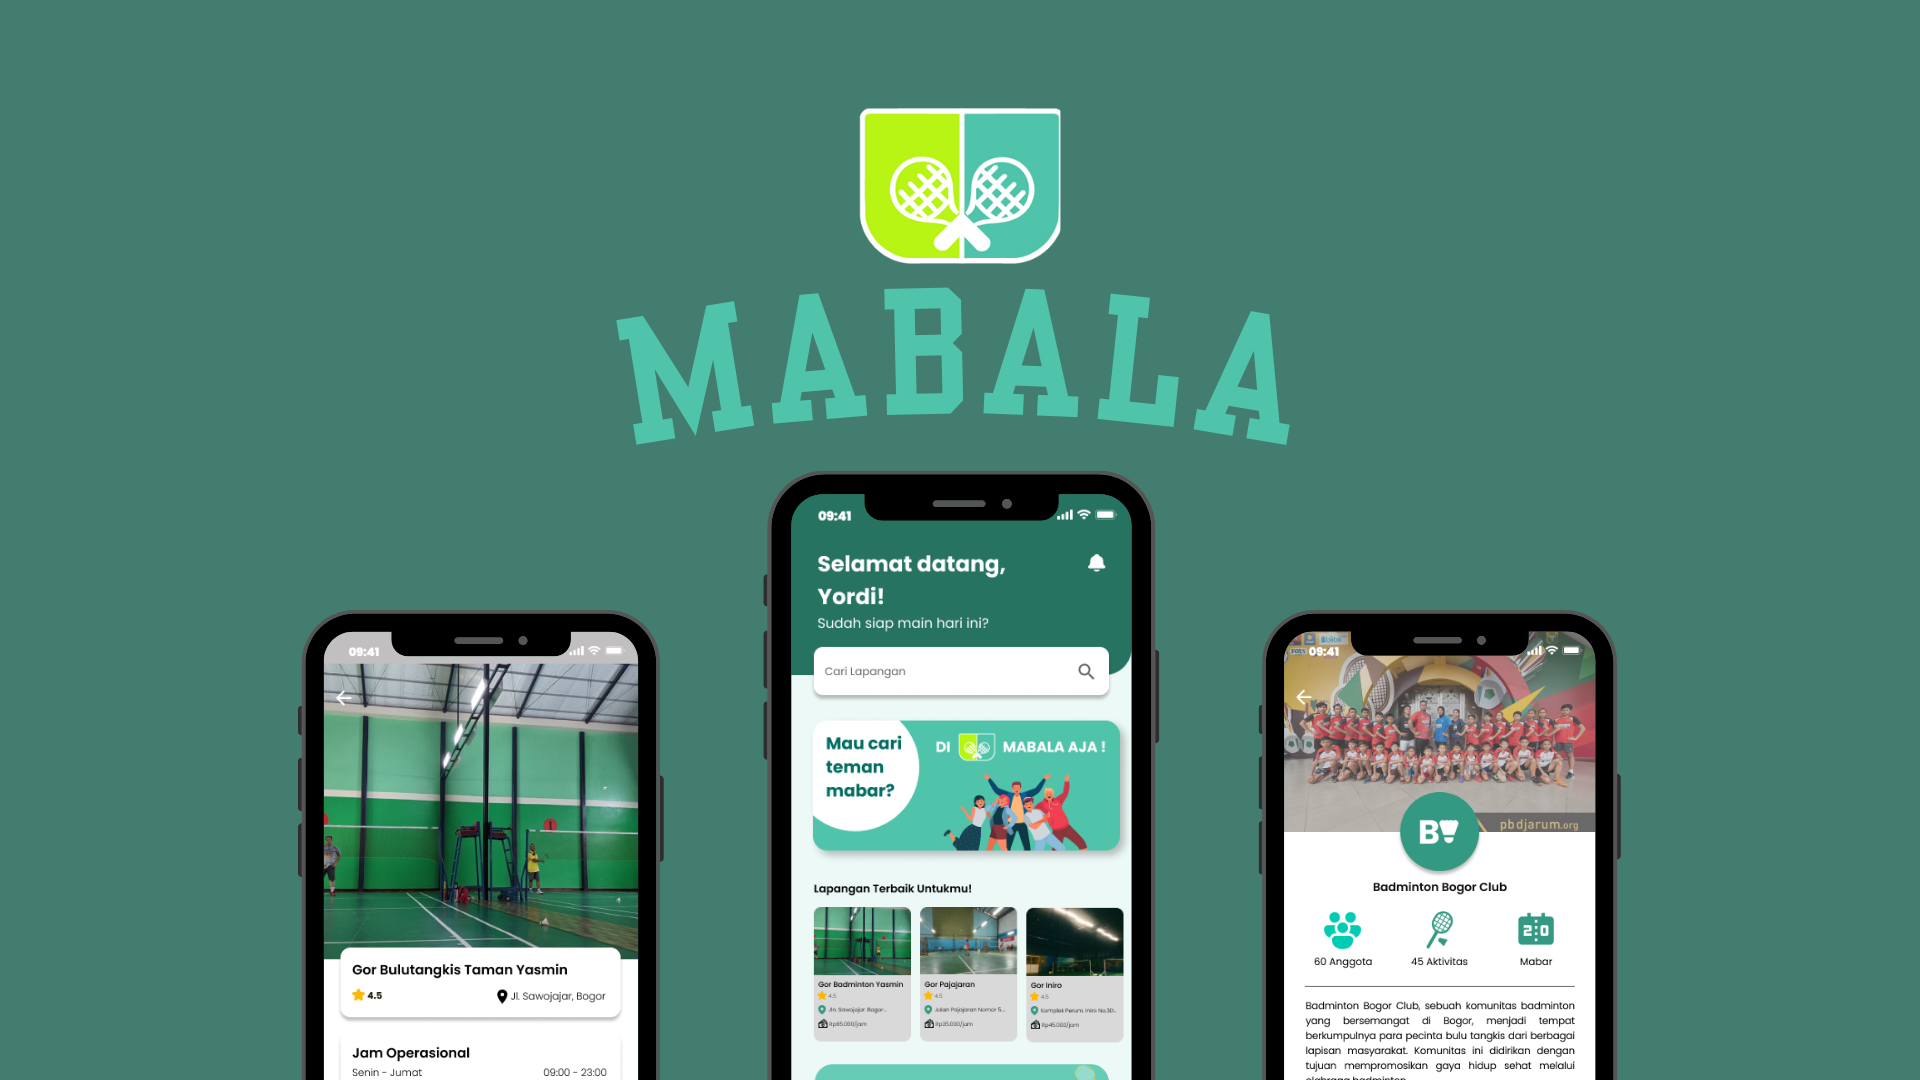 MABALA
09:41
Gor Bulutangkis Taman Yasmin
4.5
Jl. Sawojajar, Bogor
Jam Operasional
Senin - Jumat
09:00 - 23:00
09:41
Selamat datang,
Yordi!
Sudah siap main hari ini?
Cari Lapangan
Mau cari
teman
mabar?
DI MABALA AJA !
Lapangan Terbaik Untukmu!
Gor Badminton Yasmin
4.5
Jln. Sawojajar. Bogor...
Rp65.000/jam
Gor Pajajaran
4.5
Jalan Pajajaran Nomor 5...
Rp35.000/jam
Gor Iniro
4.5
Komplek Perum. Iniro No.3D...
Rp45.000/jam
09:41
pbdjarum.org
B
Badminton Bogor Club
60 Anggota
45 Aktivitas
2:0
Mabar
Badminton Bogor Club, sebuah komunitas badminton
yang bersemangat di Bogor, menjadi tempat
berkumpulnya para pecinta bulu tangkis dari berbagai
lapisan masyarakat. Komunitas ini didirikan dengan
tujuan mempromosikan gaya hidup sehat melalui
olahraga badminton.